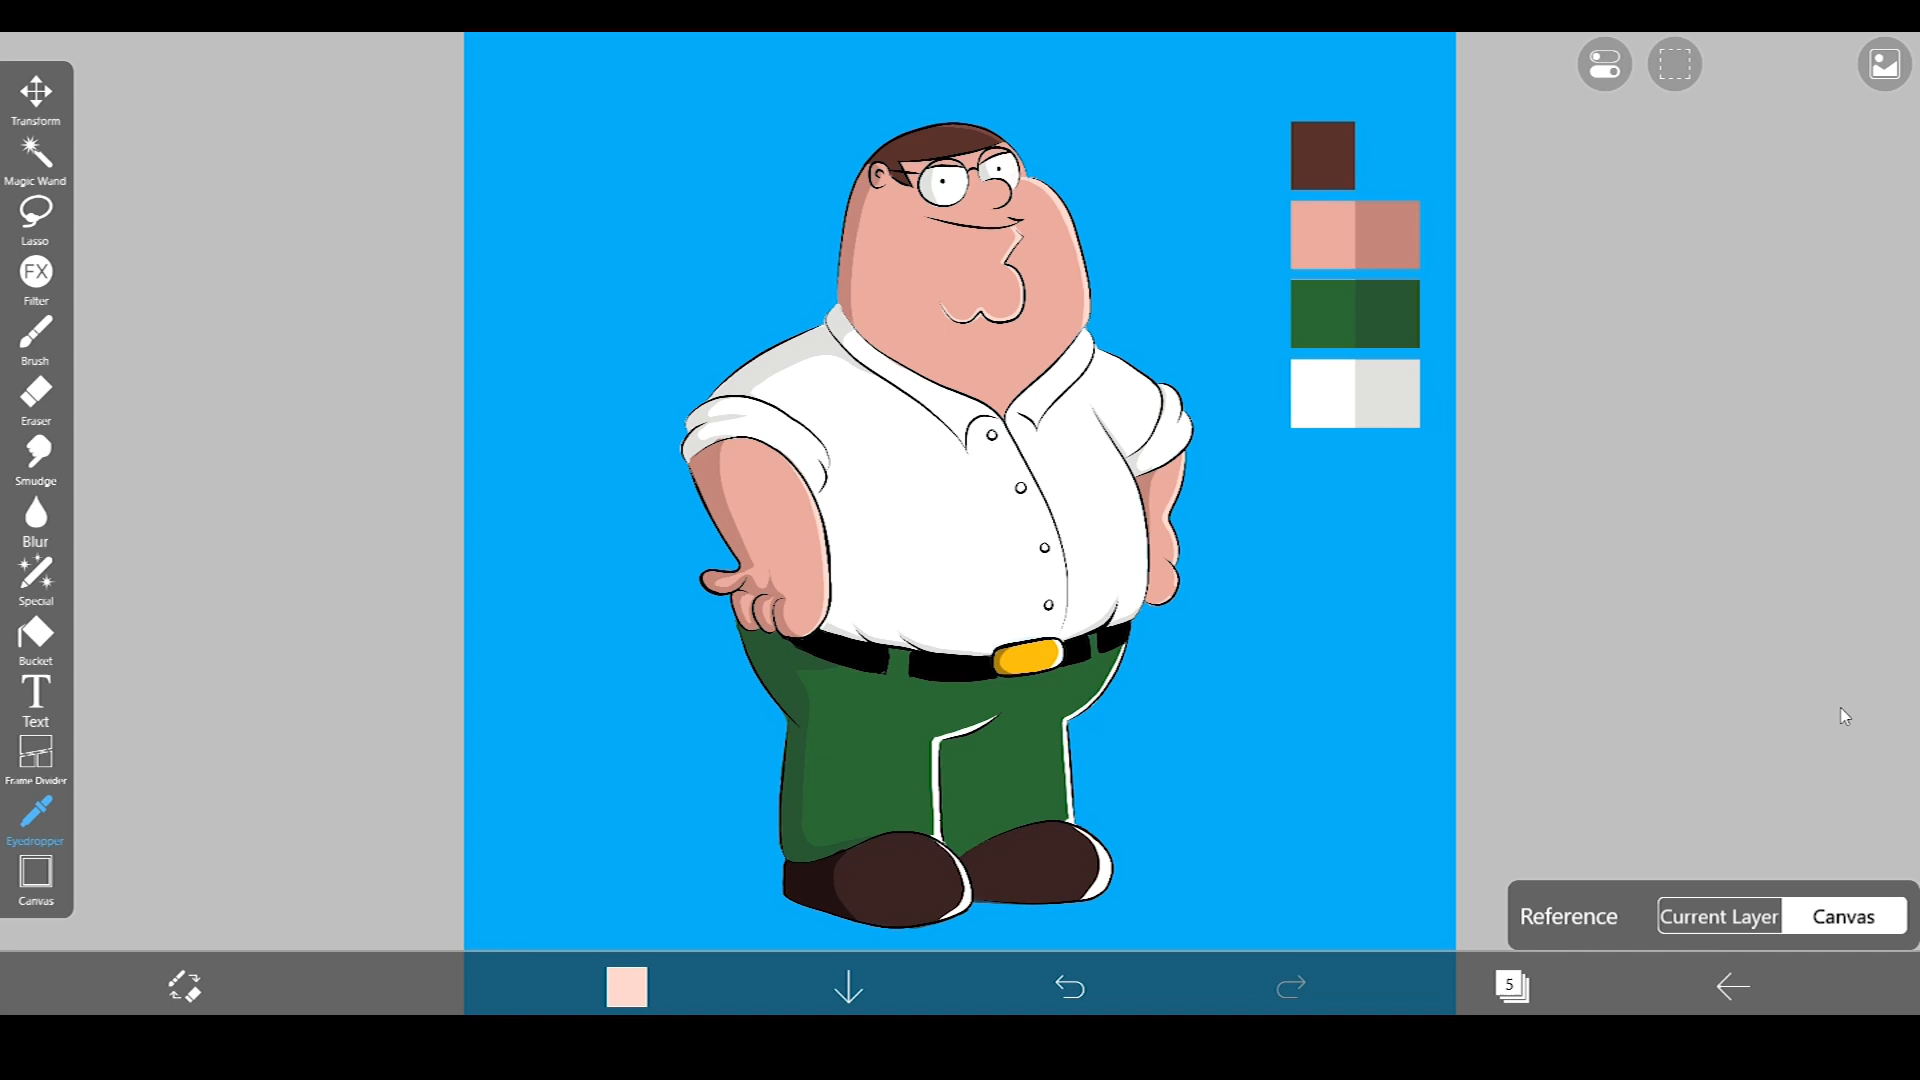 Transform
Magic Wand
Lasso
FX
Filter
Brush
Eraser
Smudge
Blur
Special
Bucket
T
Text
Frame Divider
Eyedropper
Canvas
Reference Current Layer Canvas
5